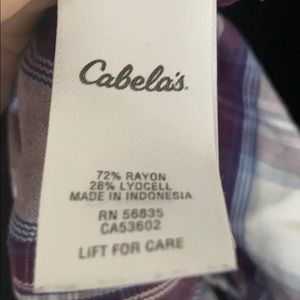 Cabela's
72% RAYON
28% LYOCELL
MADE IN INDONESIA
RN 56835
CA53602
LIFT FOR CARE